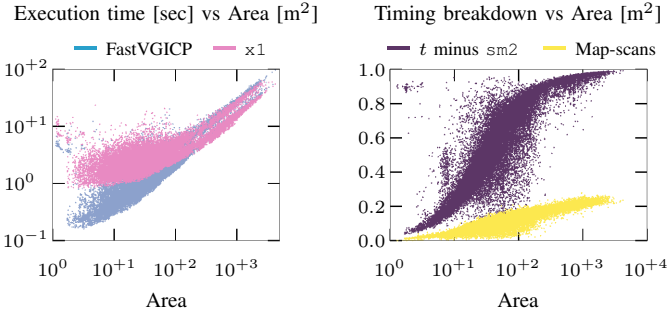 Execution time [sec] vs Area [m²]
FastVGICP
x1
10⁺²
10⁺¹
10⁰
10⁻¹
10⁰
10⁺¹
10⁺²
10⁺³
Area
Timing breakdown vs Area [m²]
t minus sm2
Map-scans
1.0
0.8
0.6
0.4
0.2
0.0
10⁰
10⁺¹
10⁺²
10⁺³
10⁺⁴
Area